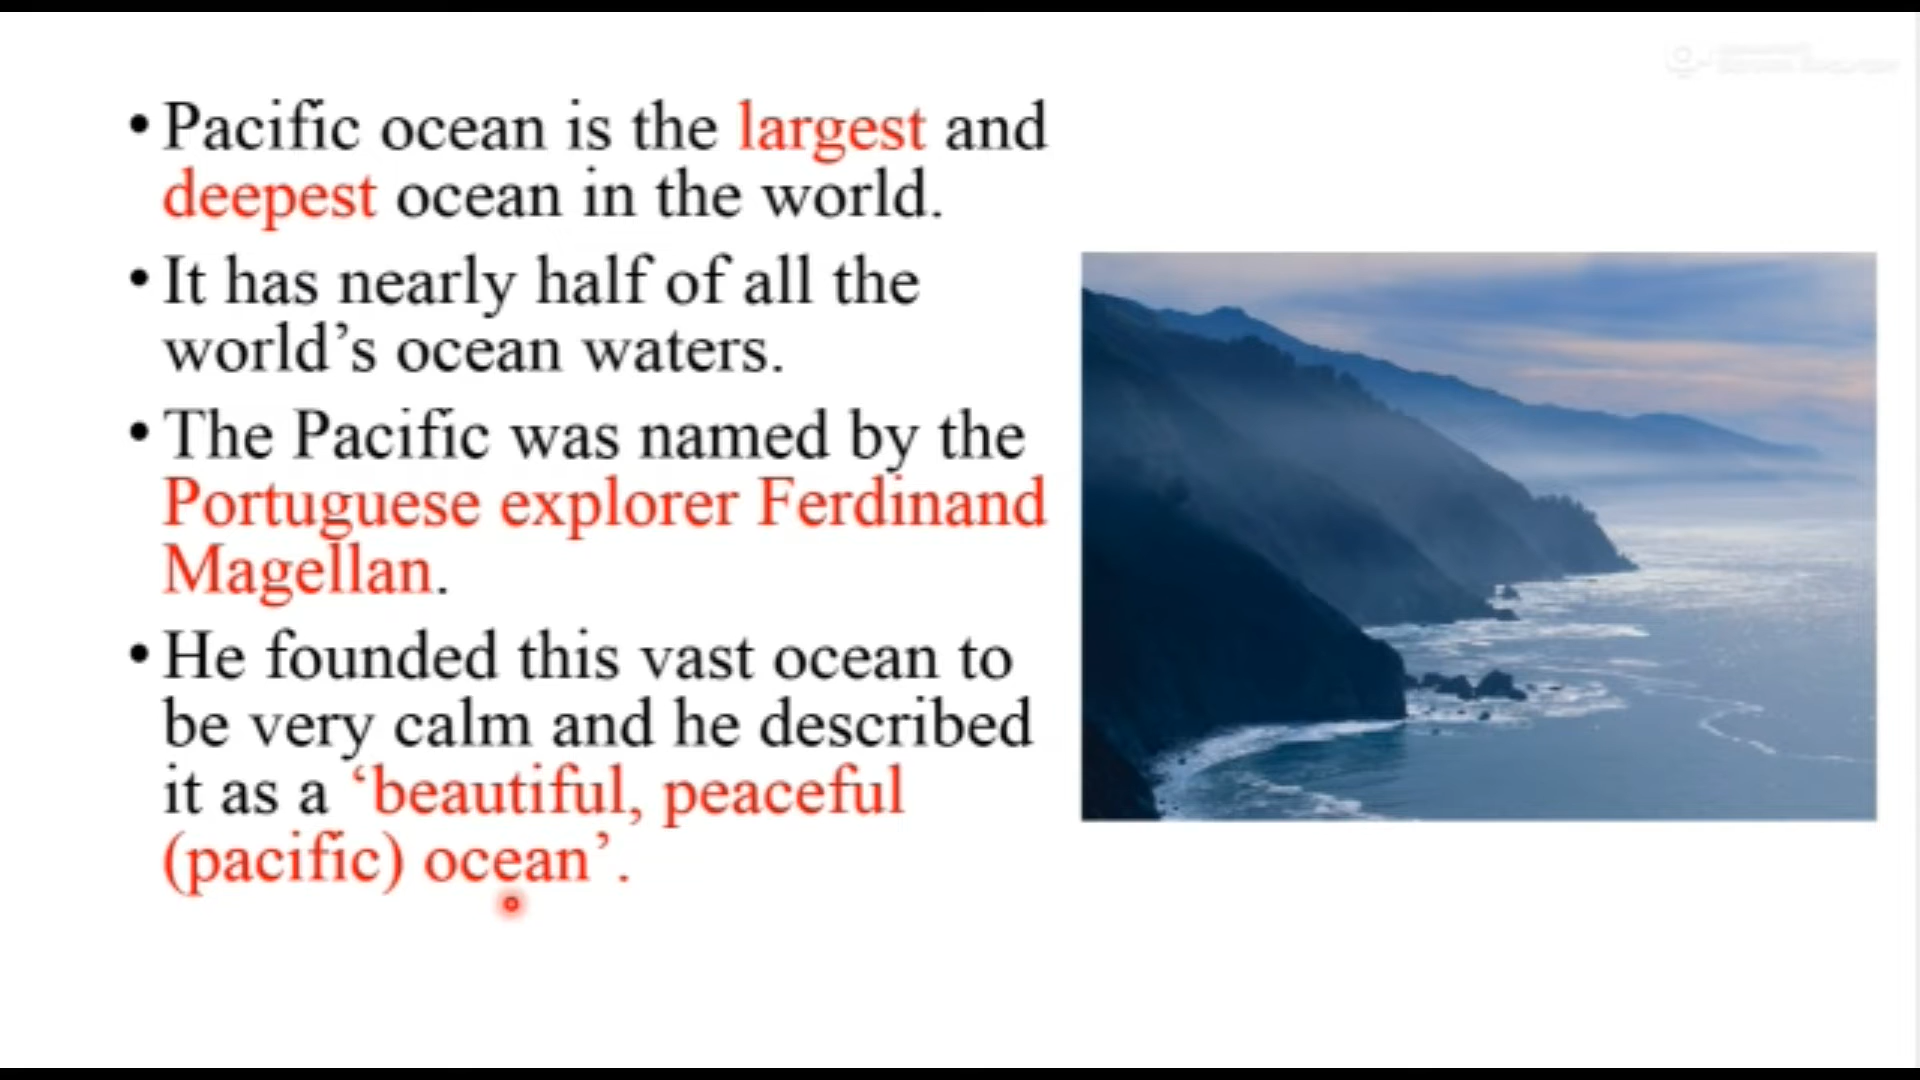 • Pacific ocean is the largest and
deepest ocean in the world.
• It has nearly half of all the
world’s ocean waters.
• The Pacific was named by the
Portuguese explorer Ferdinand
Magellan.
• He founded this vast ocean to
be very calm and he described
it as a ‘beautiful, peaceful
(pacific) ocean’.